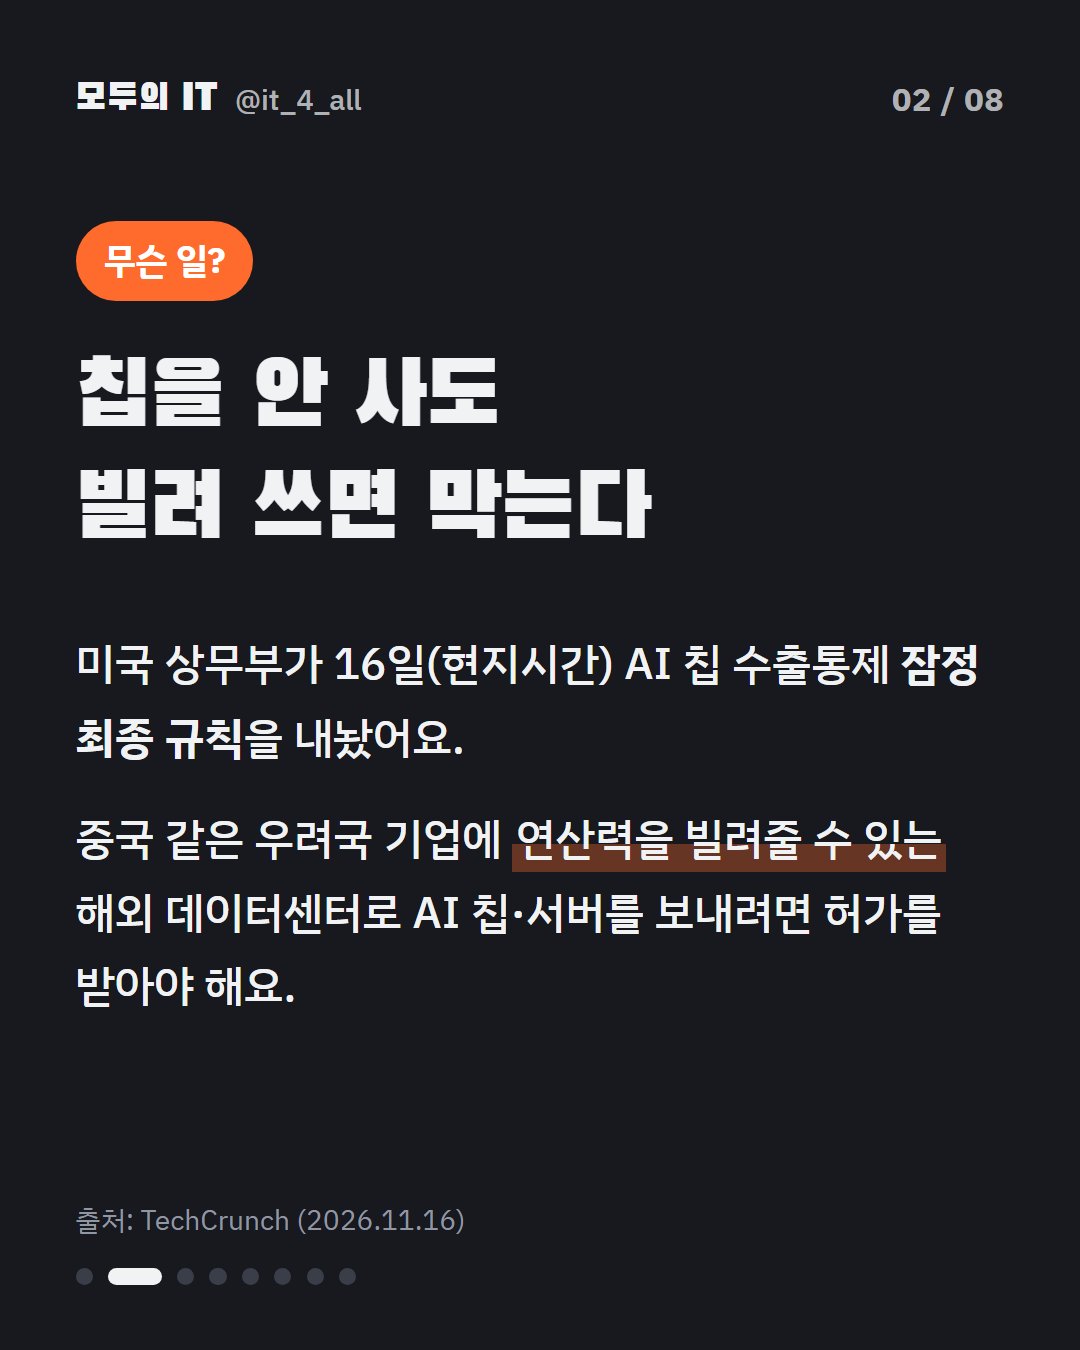 모두의 IT @it_4_all
02 / 08
무슨 일?
칩을 안 사도
빌려 쓰면 막는다
미국 상무부가 16일(현지시간) AI 칩 수출통제 잠정
최종 규칙을 내놨어요.
중국 같은 우려국 기업에 연산력을 빌려줄 수 있는
해외 데이터센터로 AI 칩·서버를 보내려면 허가를
받아야 해요.
출처: TechCrunch (2026.11.16)